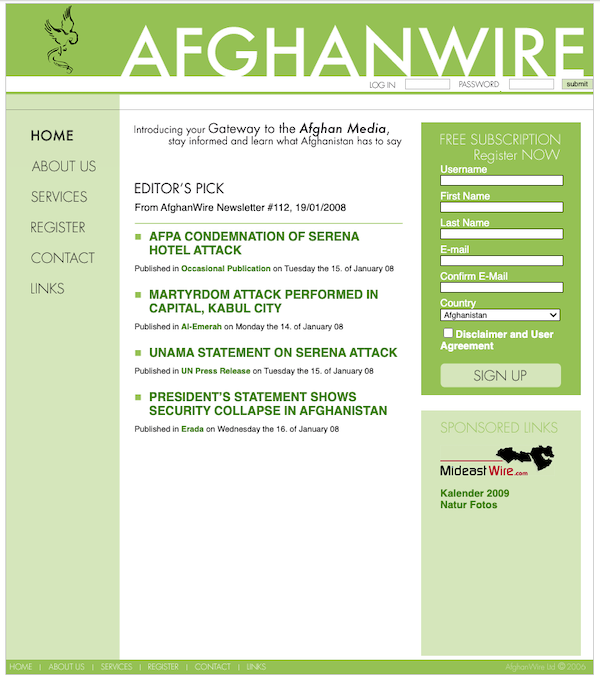 AFGHANWIRE
LOG IN PASSWORD submit
HOME
ABOUT US
SERVICES
REGISTER
CONTACT
LINKS
Introducing your Gateway to the Afghan Media,
stay informed and learn what Afghanistan has to say
EDITOR'S PICK
From AfghanWire Newsletter #112, 19/01/2008
AFPA CONDEMNATION OF SERENA
HOTEL ATTACK
Published in Occasional Publication on Tuesday the 15. of January 08
MARTYRDOM ATTACK PERFORMED IN
CAPITAL, KABUL CITY
Published in Al-Emerah on Monday the 14. of January 08
UNAMA STATEMENT ON SERENA ATTACK
Published in UN Press Release on Tuesday the 15. of January 08
PRESIDENT'S STATEMENT SHOWS
SECURITY COLLAPSE IN AFGHANISTAN
Published in Erada on Wednesday the 16. of January 08
FREE SUBSCRIPTION
Register NOW
Username
First Name
Last Name
E-mail
Confirm E-Mail
Country
Afghanistan
Disclaimer and User
Agreement
SIGN UP
SPONSORED LINKS
MideastWire.com
Kalender 2009
Natur Fotos
HOME | ABOUT US | SERVICES | REGISTER | CONTACT | LINKS AfghanWire Ltd © 2006